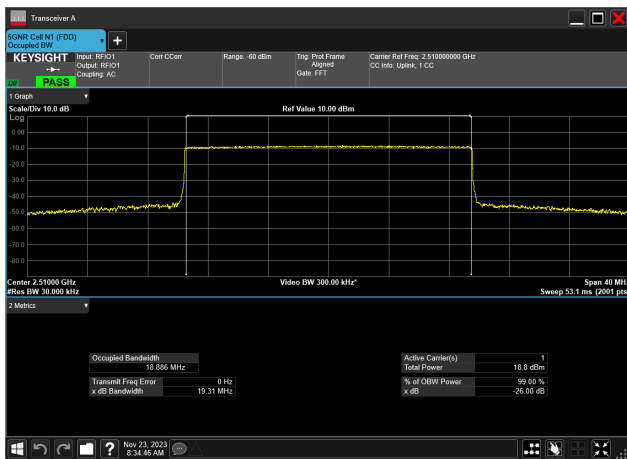 Transceiver A
5GNR Cell N1 (FDD)
Occupied BW
KEYSIGHT
Input: RFIO1
Output: RFIO1
Coupling: AC
Corr CCorr
Range: -60 dBm
Trig: Prot Frame
Aligned
Gate: FFT
Carrier Ref Freq: 2.510000000 GHz
CC Info: Uplink, 1 CC
PASS
1 Graph
Scale/Div 10.0 dB
Ref Value 10.00 dBm
Log
0.00
-10.0
-20.0
-30.0
-40.0
-50.0
-60.0
-70.0
-80.0
Center 2.51000 GHz
Video BW 300.00 kHz*
Span 40 MHz
#Res BW 30.000 kHz
Sweep 53.1 ms (2001 pts
2 Metrics
Occupied Bandwidth
18.886 MHz
Transmit Freq Error 0 Hz
x dB Bandwidth 19.31 MHz
Active Carrier(s) 1
Total Power 18.8 dBm
% of OBW Power 99.00 %
x dB -26.00 dB
Nov 23, 2023
8:34:46 AM